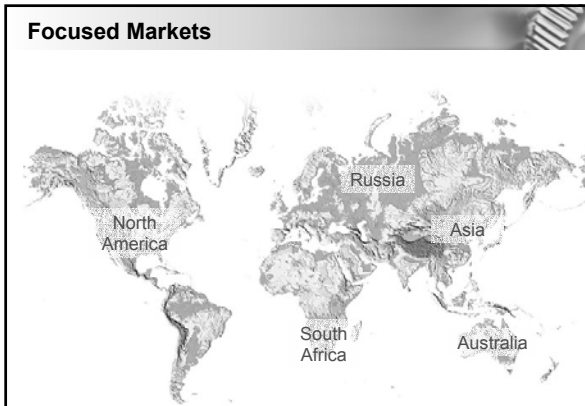 Focused Markets
Russia
North
America
Asia
South
Africa
Australia